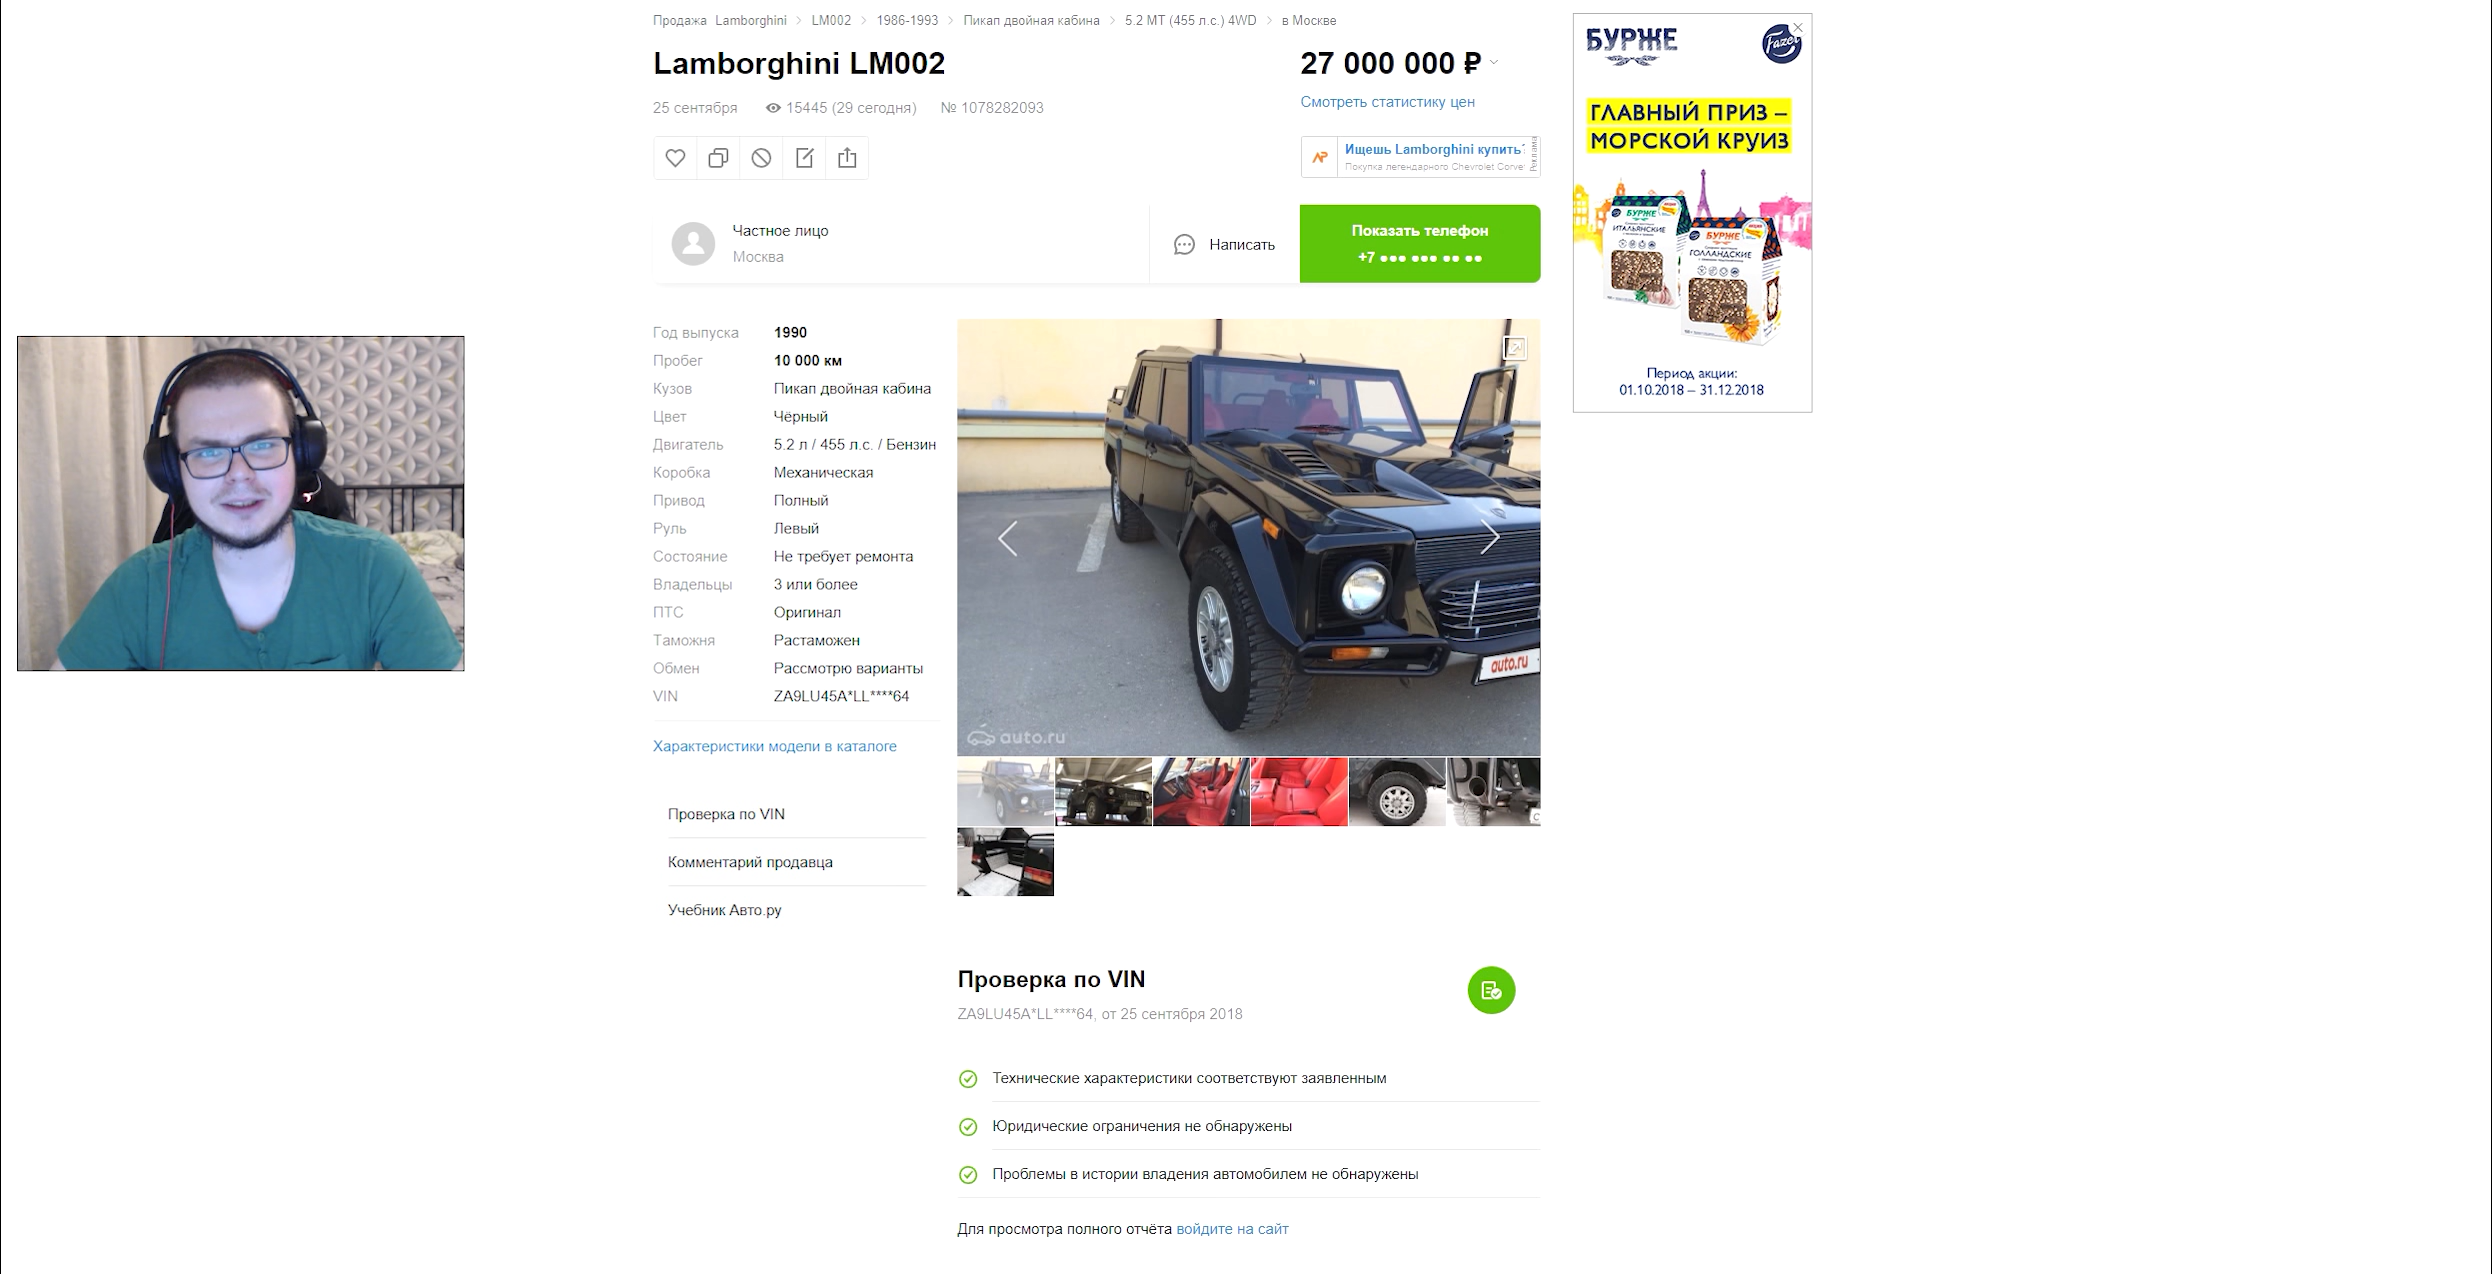 Продажа Lamborghini > LM002 > 1986-1993 > Пикап двойная кабина > 5.2 MT (455 л.с.) 4WD > в Москве
Lamborghini LM002
27 000 000 ₽
25 сентября 15445 (29 сегодня) № 1078282093
Смотреть статистику цен
Ищешь Lamborghini купить?
Покупка легендарного Chevrolet Corve
Реклама
Частное лицо
Москва
Написать
Показать телефон
+7 ●●● ●●● ●● ●●
Год выпуска 1990
Пробег 10 000 км
Кузов Пикап двойная кабина
Цвет Чёрный
Двигатель 5.2 л / 455 л.с. / Бензин
Коробка Механическая
Привод Полный
Руль Левый
Состояние Не требует ремонта
Владельцы 3 или более
ПТС Оригинал
Таможня Растаможен
Обмен Рассмотрю варианты
VIN ZA9LU45A*LL****64
Характеристики модели в каталоге
Проверка по VIN
Комментарий продавца
Учебник Авто.ру
auto.ru
auto.ru
Проверка по VIN
ZA9LU45A*LL****64, от 25 сентября 2018
Технические характеристики соответствуют заявленным
Юридические ограничения не обнаружены
Проблемы в истории владения автомобилем не обнаружены
Для просмотра полного отчёта войдите на сайт
БУРЖЕ
Fazer
ГЛАВНЫЙ ПРИЗ –
МОРСКОЙ КРУИЗ
БУРЖЕ
ИТАЛЬЯНСКИЕ
БУРЖЕ
ГОЛЛАНДСКИЕ
Период акции:
01.10.2018 – 31.12.2018